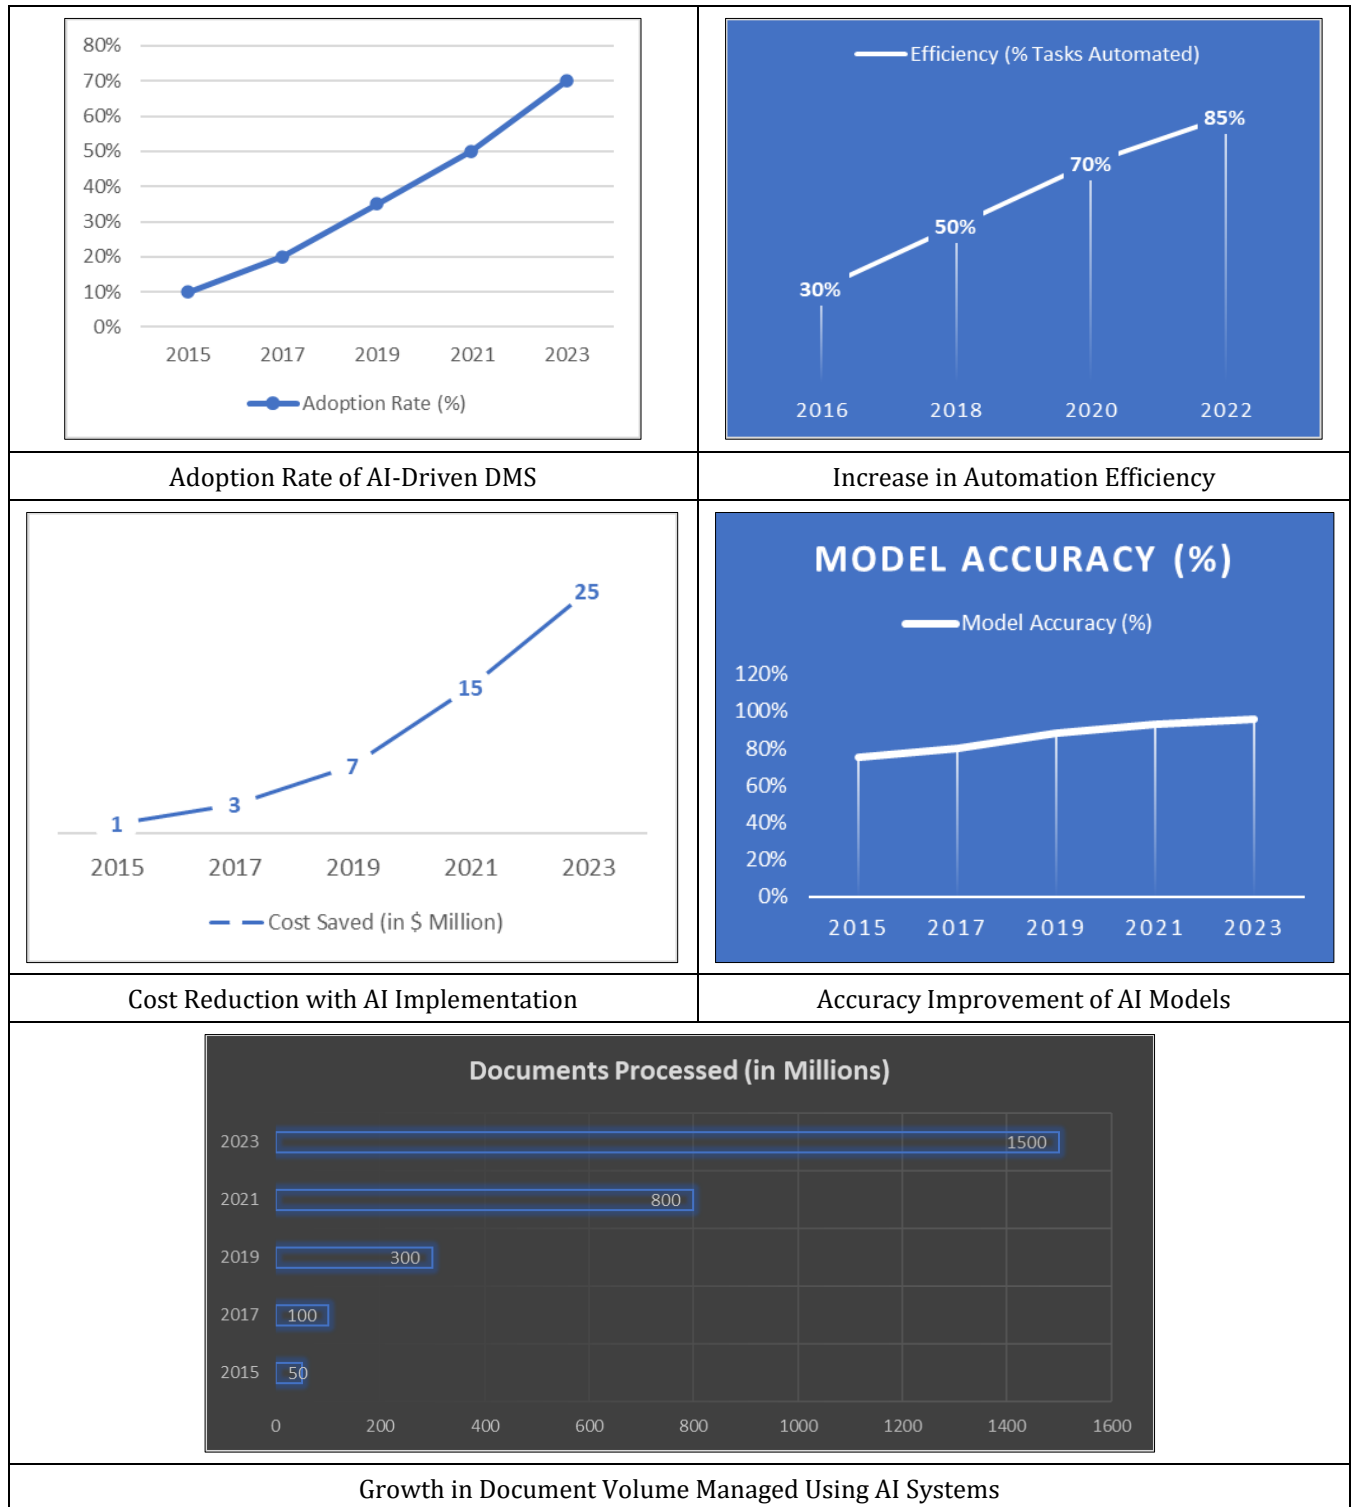 80%
70%
60%
50%
40%
30%
20%
10%
0%
2015 2017 2019 2021 2023
Adoption Rate (%)
Efficiency (% Tasks Automated)
85%
70%
50%
30%
2016 2018 2020 2022
Adoption Rate of AI-Driven DMS
Increase in Automation Efficiency
25
15
7
3
1
2015 2017 2019 2021 2023
Cost Saved (in $ Million)
MODEL ACCURACY (%)
Model Accuracy (%)
120%
100%
80%
60%
40%
20%
0%
2015 2017 2019 2021 2023
Cost Reduction with AI Implementation
Accuracy Improvement of AI Models
Documents Processed (in Millions)
2023 1500
2021 800
2019 300
2017 100
2015 50
0 200 400 600 800 1000 1200 1400 1600
Growth in Document Volume Managed Using AI Systems